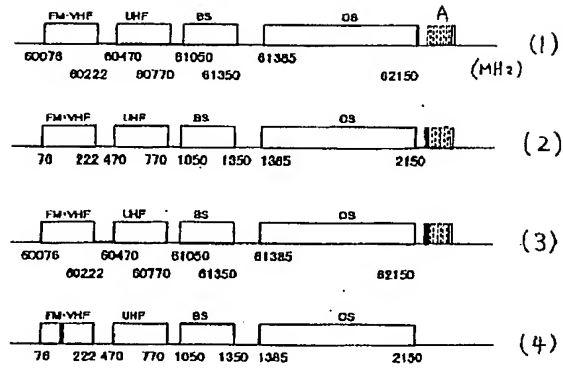 FM・VHF UHF BS OS A
60076 60470 61050 61385 (1)
60222 60770 61350 62150 (MHz)
FM・VHF UHF BS OS
76 222 470 770 1050 1350 1385 2150 (2)
FM・VHF UHF BS OS
60076 60470 61050 61385 (3)
60222 60770 61350 62150
FM・VHF UHF BS OS
76 222 470 770 1050 1350 1385 2150 (4)